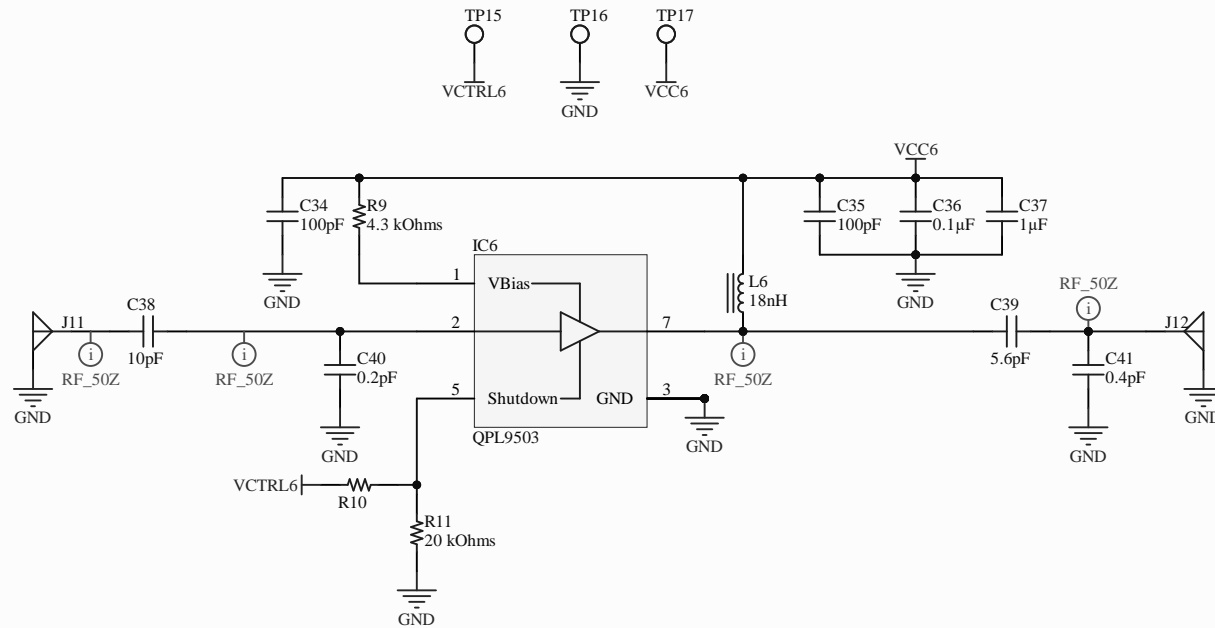 TP15
TP16
TP17
VCTRL6
GND
VCC6
VCC6
C34
100pF
R9
4.3 kOhms
C35
100pF
C36
0.1µF
C37
1µF
GND
GND
IC6
1
VBias
L6
18nH
RF_50Z
C38
10pF
J11
i
RF_50Z
i
RF_50Z
2
7
i
RF_50Z
C39
5.6pF
i
J12
C40
0.2pF
C41
0.4pF
GND
GND
5
Shutdown
GND
3
GND
GND
GND
QPL9503
VCTRL6
R10
R11
20 kOhms
GND